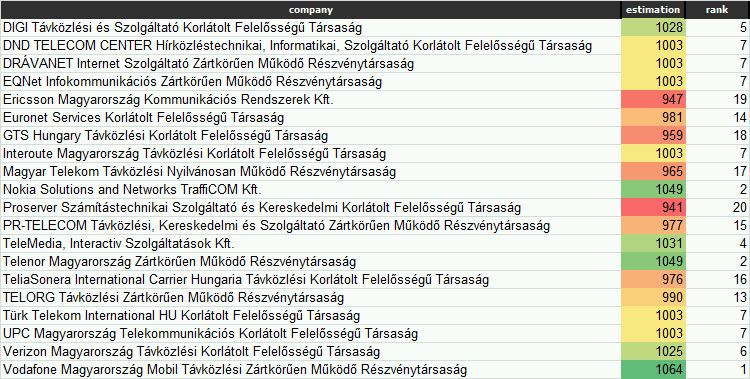 company estimation rank
DIGI Távközlési és Szolgáltató Korlátolt Felelősségű Társaság 1028 5
DND TELECOM CENTER Hírközléstechnikai, Informatikai, Szolgáltató Korlátolt Felelősségű Társaság 1003 7
DRÁVANET Internet Szolgáltató Zártkörűen Működő Részvénytársaság 1003 7
EQNet Infokommunikációs Zártkörűen Működő Részvénytársaság 1003 7
Ericsson Magyarország Kommunikációs Rendszerek Kft. 947 19
Euronet Services Korlátolt Felelősségű Társaság 981 14
GTS Hungary Távközlési Korlátolt Felelősségű Társaság 959 18
Interoute Magyarország Távközlési Korlátolt Felelősségű Társaság 1003 7
Magyar Telekom Távközlési Nyilvánosan Működő Részvénytársaság 965 17
Nokia Solutions and Networks TraffiCOM Kft. 1049 2
Proserver Számítástechnikai Szolgáltató és Kereskedelmi Korlátolt Felelősségű Társaság 941 20
PR-TELECOM Távközlési, Kereskedelmi és Szolgáltató Zártkörűen Működő Részvénytársaság 977 15
TeleMedia, Interactiv Szolgáltatások Kft. 1031 4
Telenor Magyarország Zártkörűen Működő Részvénytársaság 1049 2
TeliaSonera International Carrier Hungaria Távközlési Korlátolt Felelősségű Társaság 976 16
TELORG Távközlési Zártkörűen Működő Részvénytársaság 990 13
Türk Telekom International HU Korlátolt Felelősségű Társaság 1003 7
UPC Magyarország Telekommunikációs Korlátolt Felelősségű Társaság 1003 7
Verizon Magyarország Távközlési Korlátolt Felelősségű Társaság 1025 6
Vodafone Magyarország Mobil Távközlési Zártkörűen Működő Részvénytársaság 1064 1